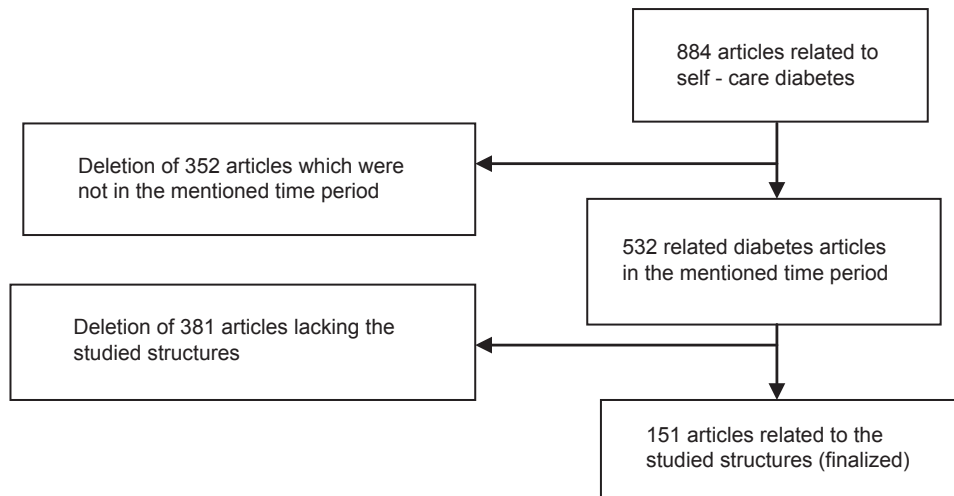 884 articles related to
self - care diabetes
Deletion of 352 articles which were
not in the mentioned time period
532 related diabetes articles
in the mentioned time period
Deletion of 381 articles lacking the
studied structures
151 articles related to the
studied structures (finalized)